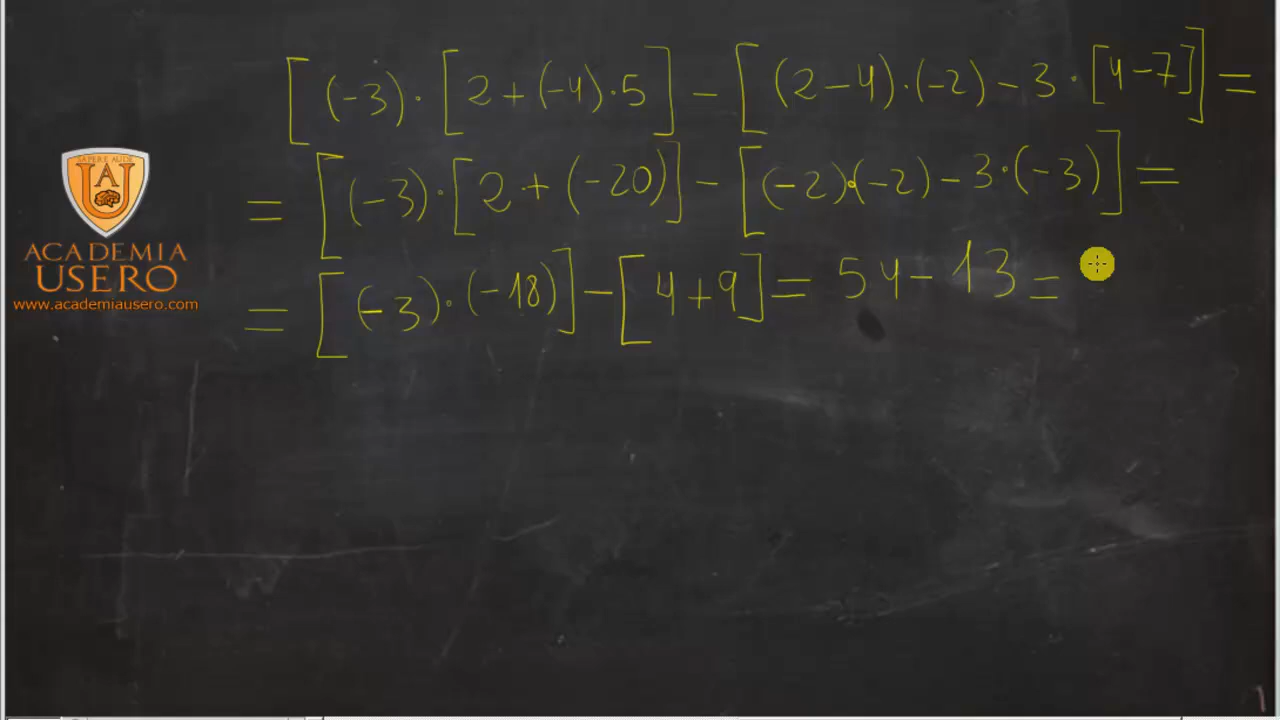 [(-3)·[2+(-4)·5]-[(2-4)·(-2)-3·[4-7]]=
=[(-3)·[2+(-20)]-[(-2)·(-2)-3·(-3)]=
=[(-3)·(-18)]-[4+9]=54-13=
SAPERE AUDE
UA
ACADEMIA
USERO
www.academiausero.com